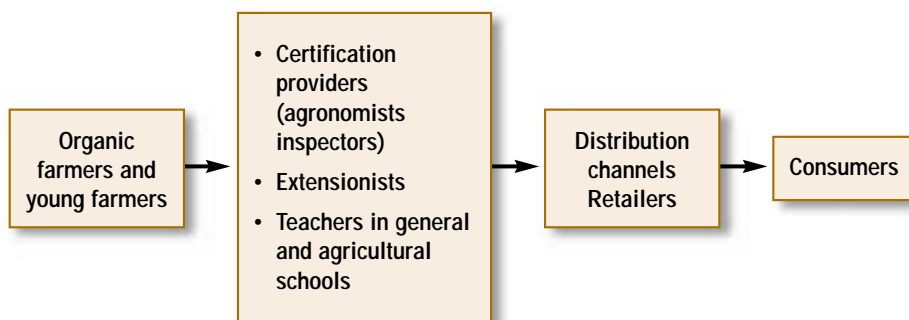 Organic
farmers and
young farmers
• Certification
providers
(agronomists
inspectors)
• Extensionists
• Teachers in general
and agricultural
schools
Distribution
channels
Retailers
Consumers